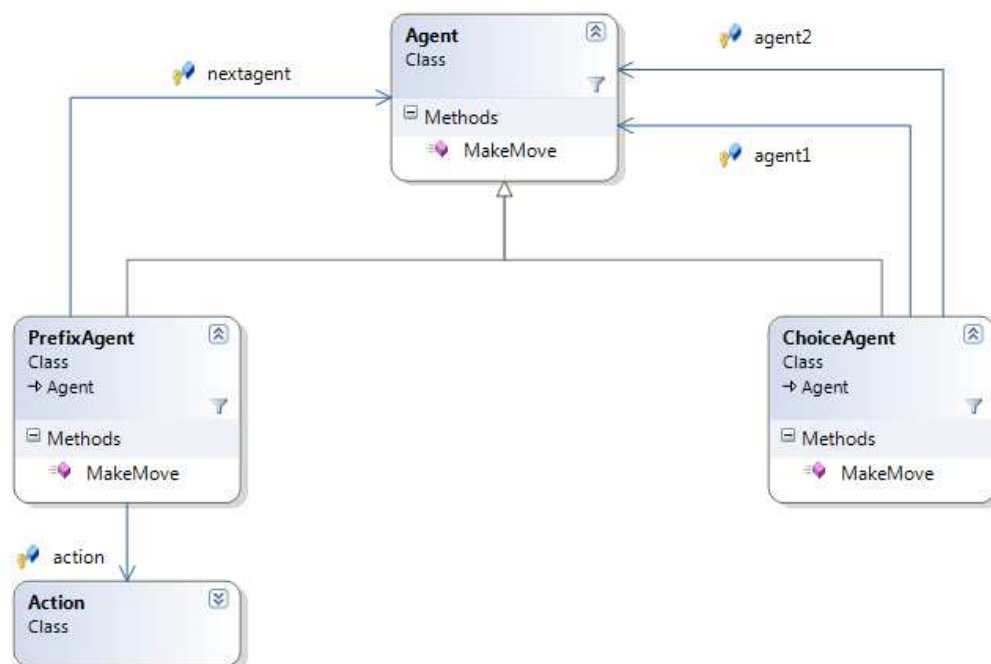 Agent
Class
Methods
MakeMove
nextagent
agent2
agent1
PrefixAgent
Class
Agent
Methods
MakeMove
ChoiceAgent
Class
Agent
Methods
MakeMove
action
Action
Class